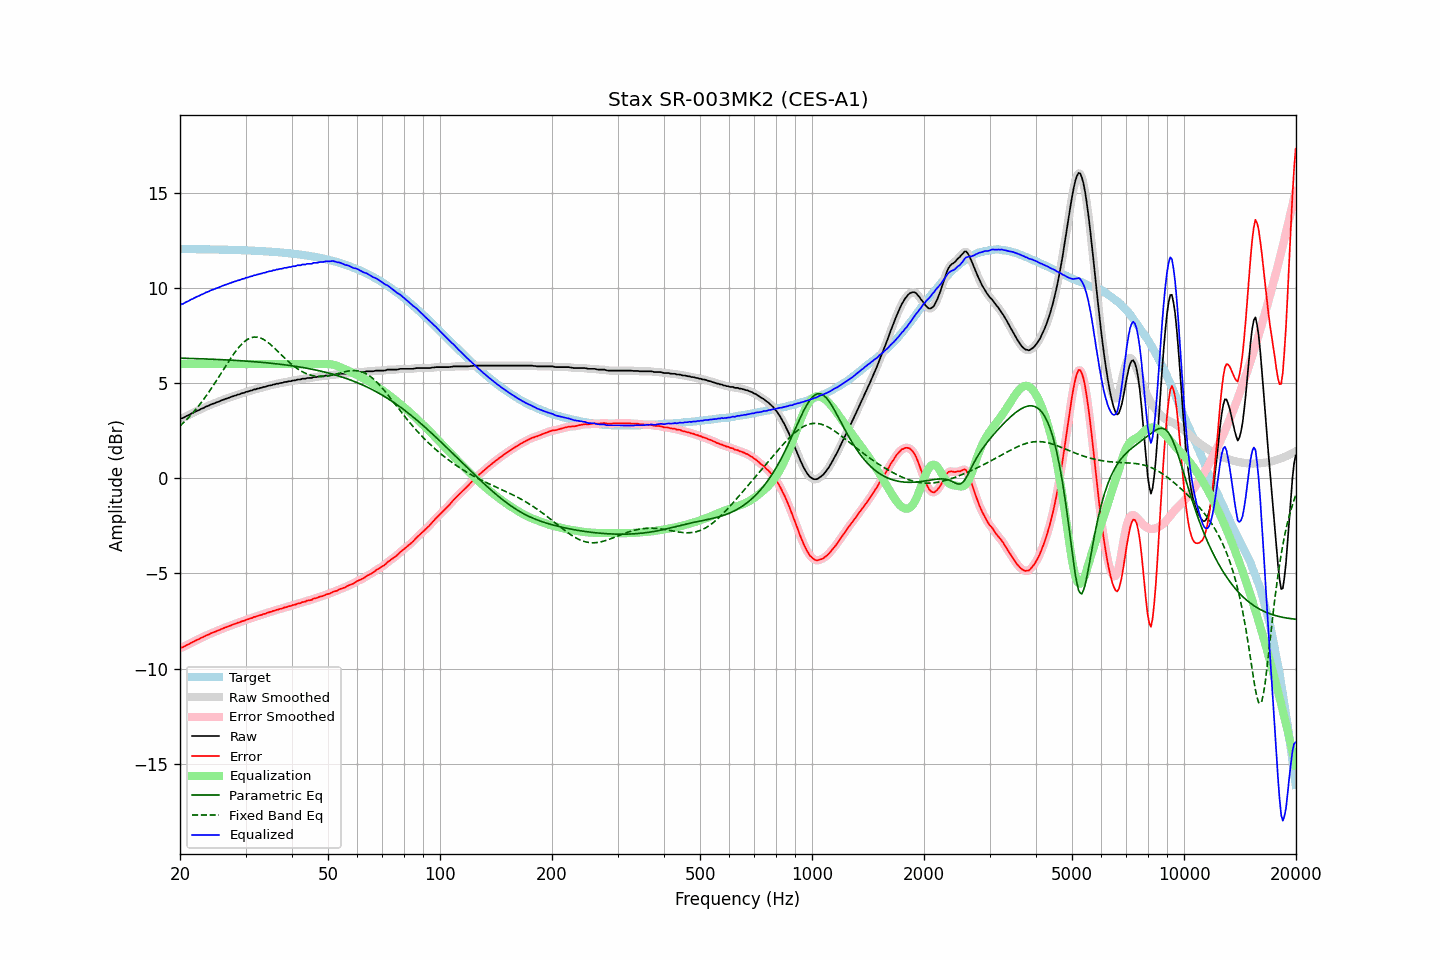 Stax SR-003MK2 (CES-A1)
Amplitude (dBr)
15
10
5
0
−5
−10
−15
Target
Raw Smoothed
Error Smoothed
Raw
Error
Equalization
Parametric Eq
Fixed Band Eq
Equalized
20 50 100 200 500 1000 2000 5000 10000 20000
Frequency (Hz)